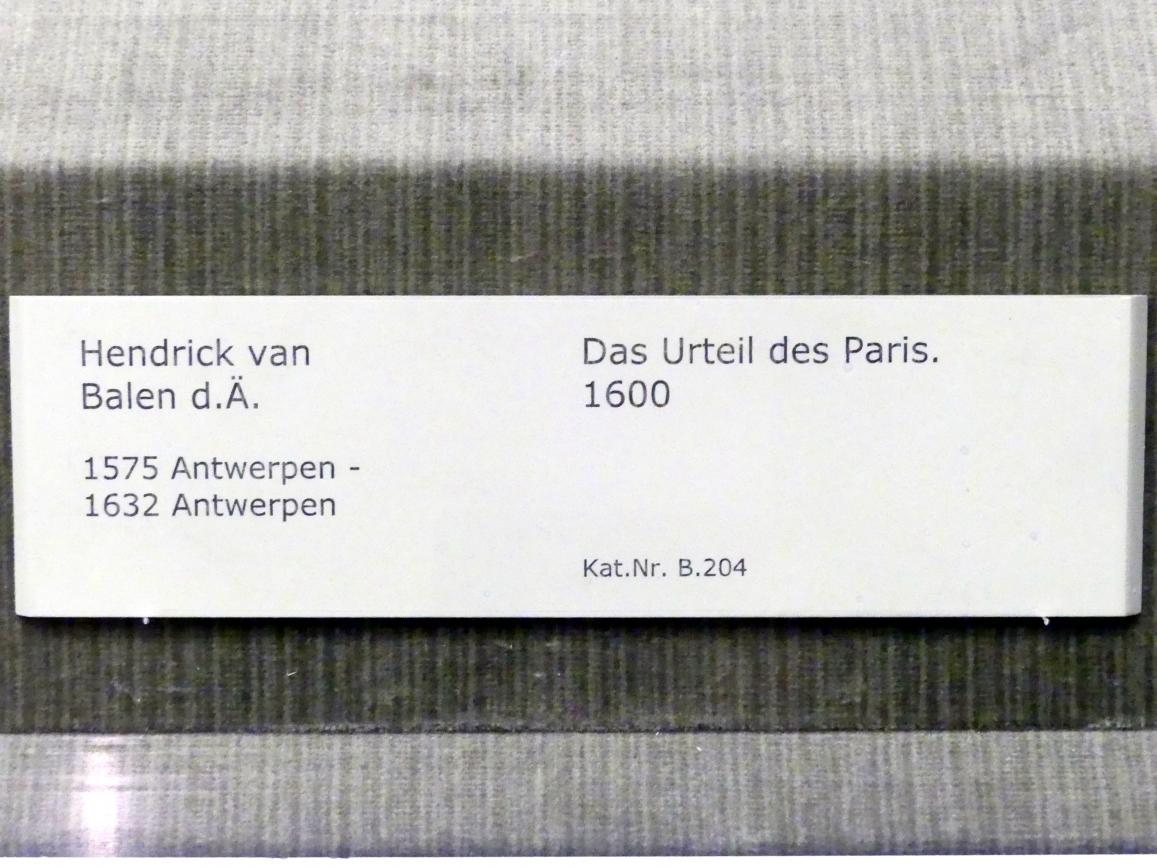 Hendrick van
Balen d.Ä.
1575 Antwerpen -
1632 Antwerpen
Das Urteil des Paris.
1600
Kat.Nr. B.204